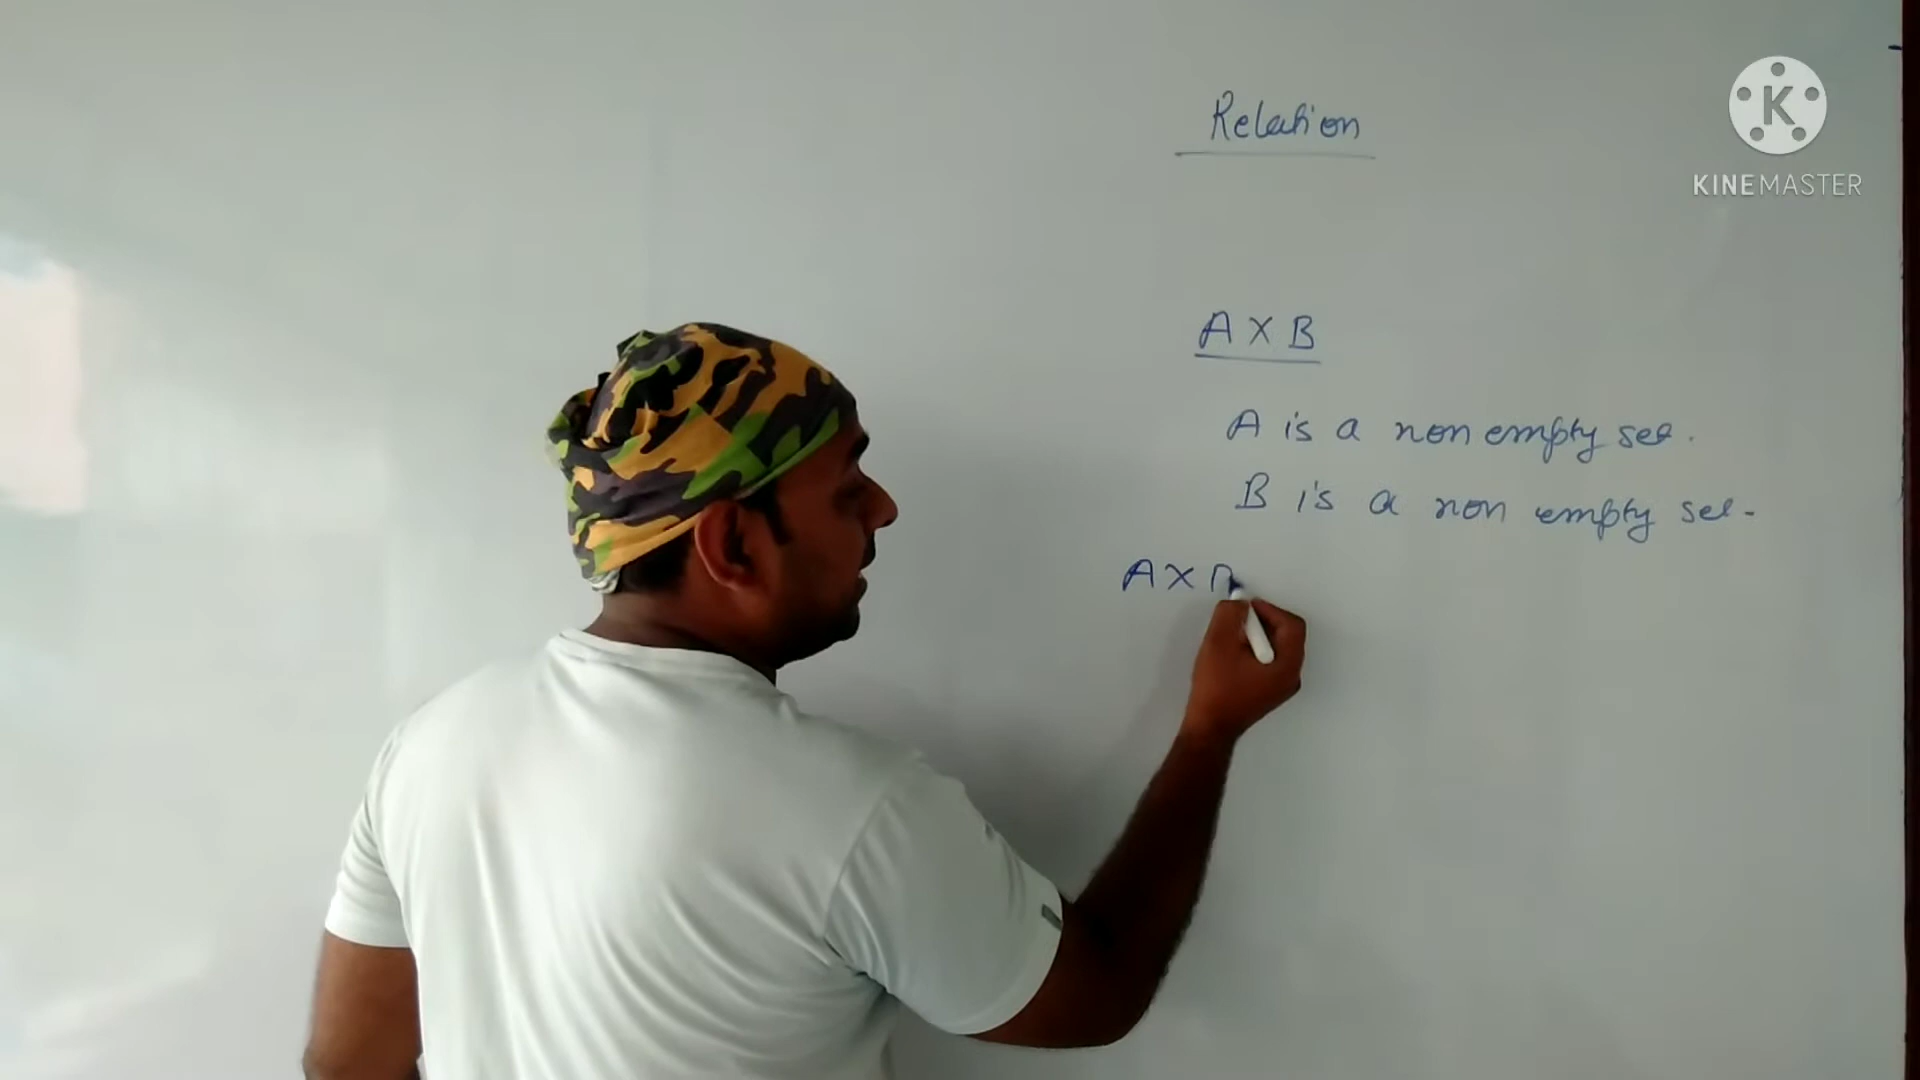 Relation
K
KINEMASTER
A X B
A is a non empty set.
B is a non empty set.
A X